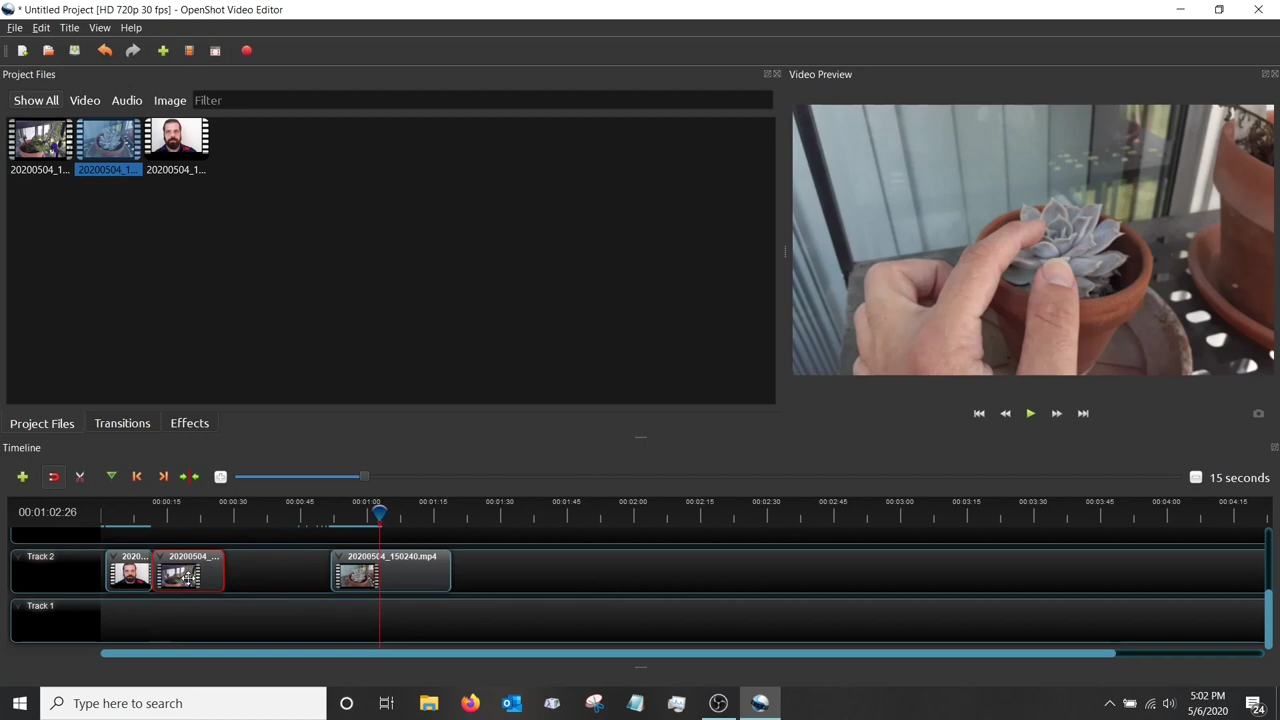 * Untitled Project [HD 720p 30 fps] - OpenShot Video Editor
File Edit Title View Help
Project Files
Video Preview
Show All Video Audio Image Filter
20200504_1... 20200504_1... 20200504_1...
Project Files Transitions Effects
Timeline
15 seconds
00:01:02:26
00:00:15 00:00:30 00:00:45 00:01:00 00:01:15 00:01:30 00:01:45 00:02:00 00:02:15 00:02:30 00:02:45 00:03:00 00:03:15 00:03:30 00:03:45 00:04:00 00:04:15
Track 2 2020... 20200504_... 20200504_150240.mp4
Track 1
Type here to search
5:02 PM
5/6/2020
24